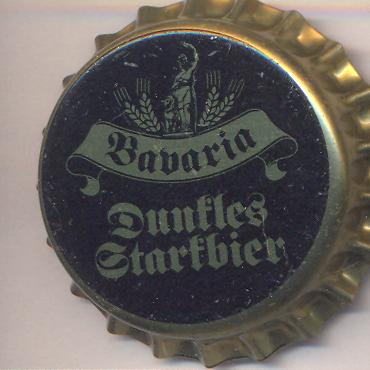 Bavaria
Dunkles
Starkbier